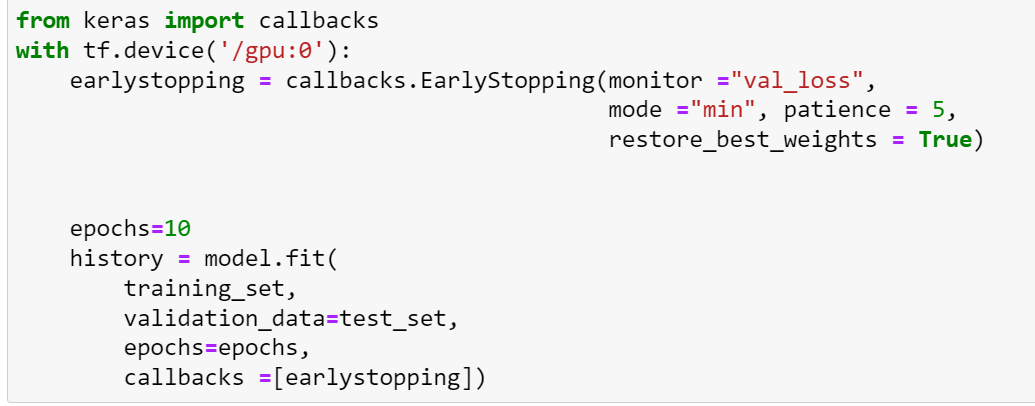 from keras import callbacks
with tf.device('/gpu:0'):
    earlystopping = callbacks.EarlyStopping(monitor ="val_loss",
                                        mode ="min", patience = 5,
                                        restore_best_weights = True)
    epochs=10
    history = model.fit(
        training_set,
        validation_data=test_set,
        epochs=epochs,
        callbacks =[earlystopping])